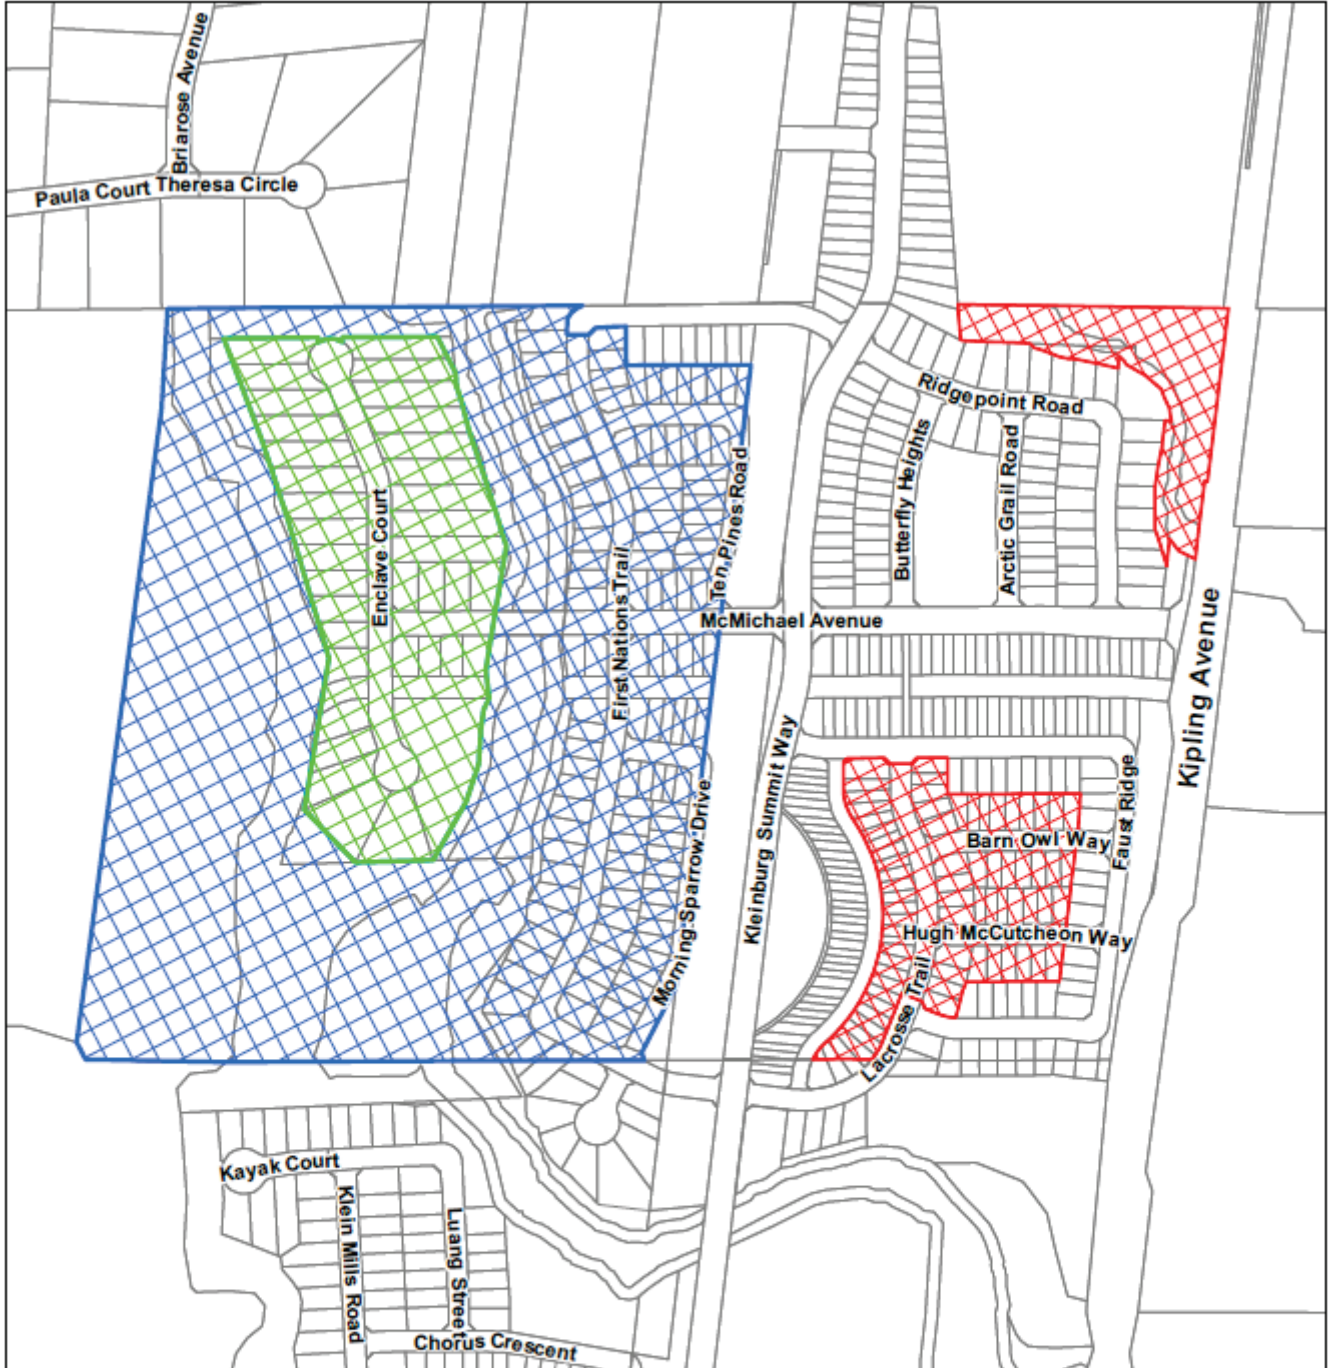 Briarose Avenue
Paula Court
Theresa Circle
Ridgepoint Road
Butterfly Heights
Arctic Grail Road
Ten Pines Road
Enclave Court
First Nations Trail
McMichael Avenue
Kipling Avenue
Kleinburg Summit Way
Morning Sparrow Drive
Faust Ridge
Barn Owl Way
Hugh McCutcheon Way
Lacrosse Trail
Kayak Court
Klein Mills Road
Luang Street
Chorus Crescent